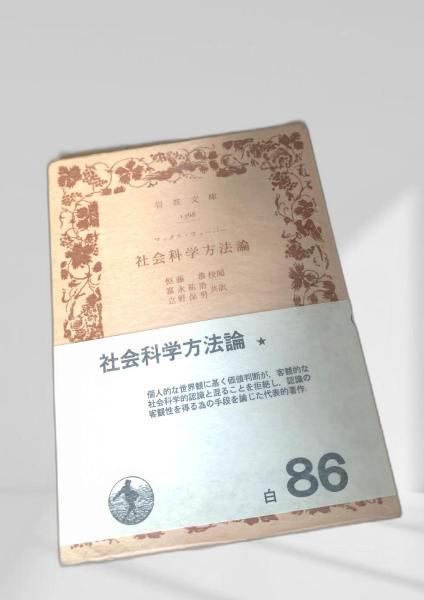 岩波文庫
1368
マックス・ウェーバー
社会科学方法論
恒藤 恭校閲
富永祐治
立野保男 共訳
社会科学方法論 ★
個人的な世界観に基く価値判断が、客観的な
社会科学的認識と混ることを拒絶し、認識の
客観性を得る為の手段を論じた代表的著作.
白 86